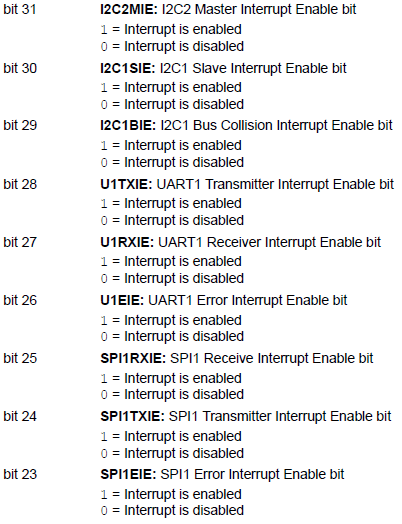 bit 31 I2C2MIE: I2C2 Master Interrupt Enable bit
1 = Interrupt is enabled
0 = Interrupt is disabled
bit 30 I2C1SIE: I2C1 Slave Interrupt Enable bit
1 = Interrupt is enabled
0 = Interrupt is disabled
bit 29 I2C1BIE: I2C1 Bus Collision Interrupt Enable bit
1 = Interrupt is enabled
0 = Interrupt is disabled
bit 28 U1TXIE: UART1 Transmitter Interrupt Enable bit
1 = Interrupt is enabled
0 = Interrupt is disabled
bit 27 U1RXIE: UART1 Receiver Interrupt Enable bit
1 = Interrupt is enabled
0 = Interrupt is disabled
bit 26 U1EIE: UART1 Error Interrupt Enable bit
1 = Interrupt is enabled
0 = Interrupt is disabled
bit 25 SPI1RXIE: SPI1 Receive Interrupt Enable bit
1 = Interrupt is enabled
0 = Interrupt is disabled
bit 24 SPI1TXIE: SPI1 Transmitter Interrupt Enable bit
1 = Interrupt is enabled
0 = Interrupt is disabled
bit 23 SPI1EIE: SPI1 Error Interrupt Enable bit
1 = Interrupt is enabled
0 = Interrupt is disabled